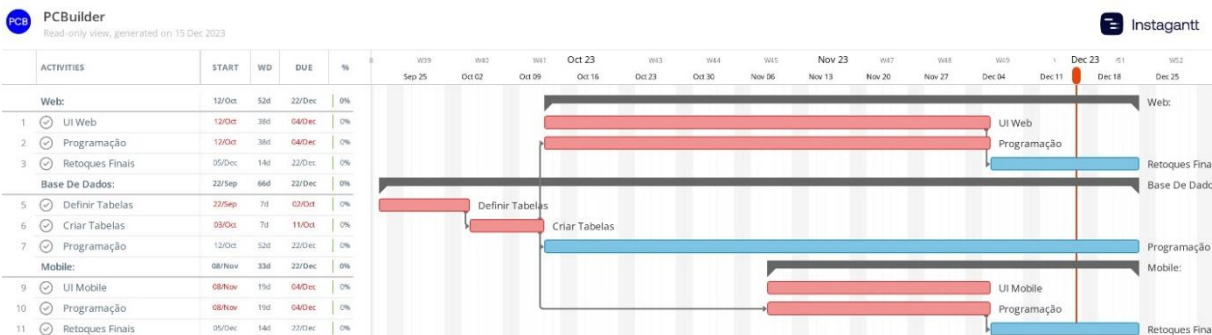 PCB PCBuilder
Read-only view, generated on 15 Dec 2023
Instagantt
ACTIVITIES START WD DUE %
W39 W40 W41 Oct 23 W43 W44 W45 Nov 23 W47 W48 W49 Dec 23 W52
Sep 25 Oct 02 Oct 09 Oct 16 Oct 23 Oct 30 Nov 06 Nov 13 Nov 20 Nov 27 Dec 04 Dec 11 Dec 18 Dec 25
Web: 12/Oct 52d 22/Dec 0% Web:
1 UI Web 12/Oct 38d 04/Dec 0% UI Web
2 Programação 12/Oct 38d 04/Dec 0% Programação
3 Retoques Finais 05/Dec 14d 22/Dec 0% Retoques Fina
Base De Dados: 22/Sep 66d 22/Dec 0% Base De Dado
5 Definir Tabelas 22/Sep 7d 02/Oct 0% Definir Tabelas
6 Criar Tabelas 03/Oct 7d 11/Oct 0% Criar Tabelas
7 Programação 12/Oct 52d 22/Dec 0% Programação
Mobile: 08/Nov 33d 22/Dec 0% Mobile:
9 UI Mobile 08/Nov 19d 04/Dec 0% UI Mobile
10 Programação 08/Nov 19d 04/Dec 0% Programação
11 Retoques Finais 05/Dec 14d 22/Dec 0% Retoques Fina